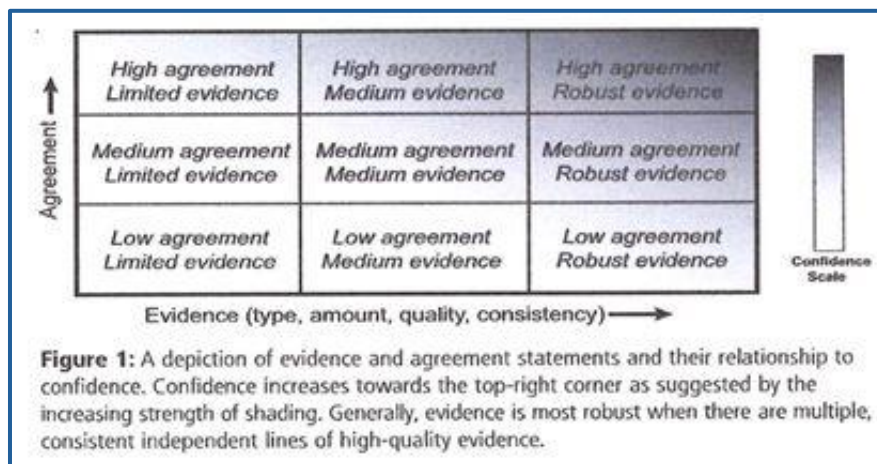 High agreement
Limited evidence
High agreement
Medium evidence
High agreement
Robust evidence
Medium agreement
Limited evidence
Medium agreement
Medium evidence
Medium agreement
Robust evidence
Low agreement
Limited evidence
Low agreement
Medium evidence
Low agreement
Robust evidence
Agreement
Evidence (type, amount, quality, consistency)
Confidence
Scale
Figure 1: A depiction of evidence and agreement statements and their relationship to
confidence. Confidence increases towards the top-right corner as suggested by the
increasing strength of shading. Generally, evidence is most robust when there are multiple,
consistent independent lines of high-quality evidence.